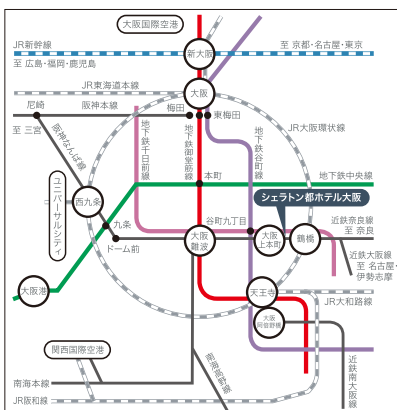 大阪国際空港
JR新幹線
至 広島・福岡・鹿児島
新大阪
至 京都・名古屋・東京
JR東海道本線
大阪
尼崎
阪神本線
梅田
東梅田
至 三宮
阪神なんば線
地下鉄千日前線
地下鉄御堂筋線
地下鉄谷町線
JR大阪環状線
ユニバーサルシティ
本町
地下鉄中央線
西九条
シェラトン都ホテル大阪
谷町九丁目
九条
近鉄奈良線
至 奈良
ドーム前
大阪
難波
大阪
上本町
鶴橋
近鉄大阪線
至 名古屋・
伊勢志摩
大阪港
天王寺
JR大和路線
大阪
阿倍野橋
関西国際空港
南海本線
南海高野線
近鉄南大阪線
JR阪和線